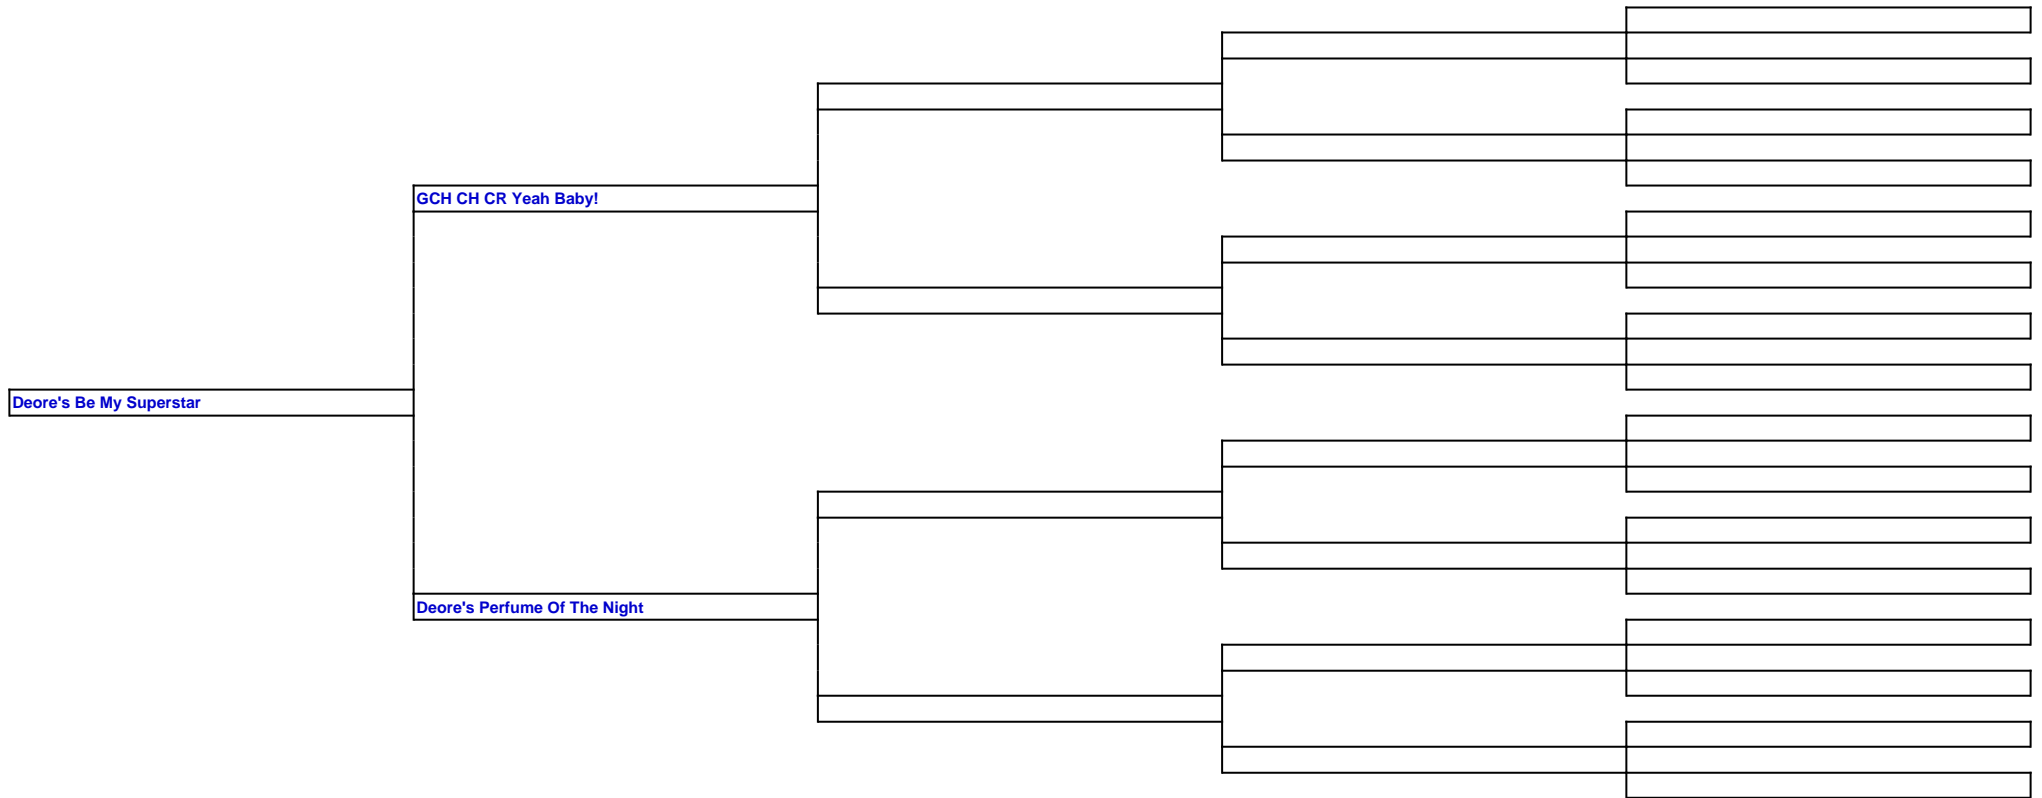 GCH CH CR Yeah Baby!
Deore's Be My Superstar
Deore's Perfume Of The Night